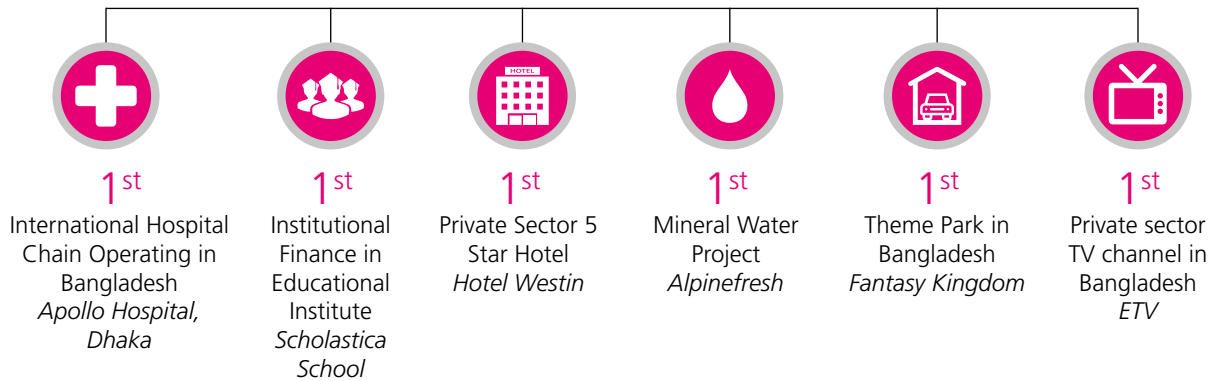 HOTEL
1st
International Hospital
Chain Operating in
Bangladesh
Apollo Hospital,
Dhaka
1st
Institutional
Finance in
Educational
Institute
Scholastica
School
1st
Private Sector 5
Star Hotel
Hotel Westin
1st
Mineral Water
Project
Alpinefresh
1st
Theme Park in
Bangladesh
Fantasy Kingdom
1st
Private sector
TV channel in
Bangladesh
ETV